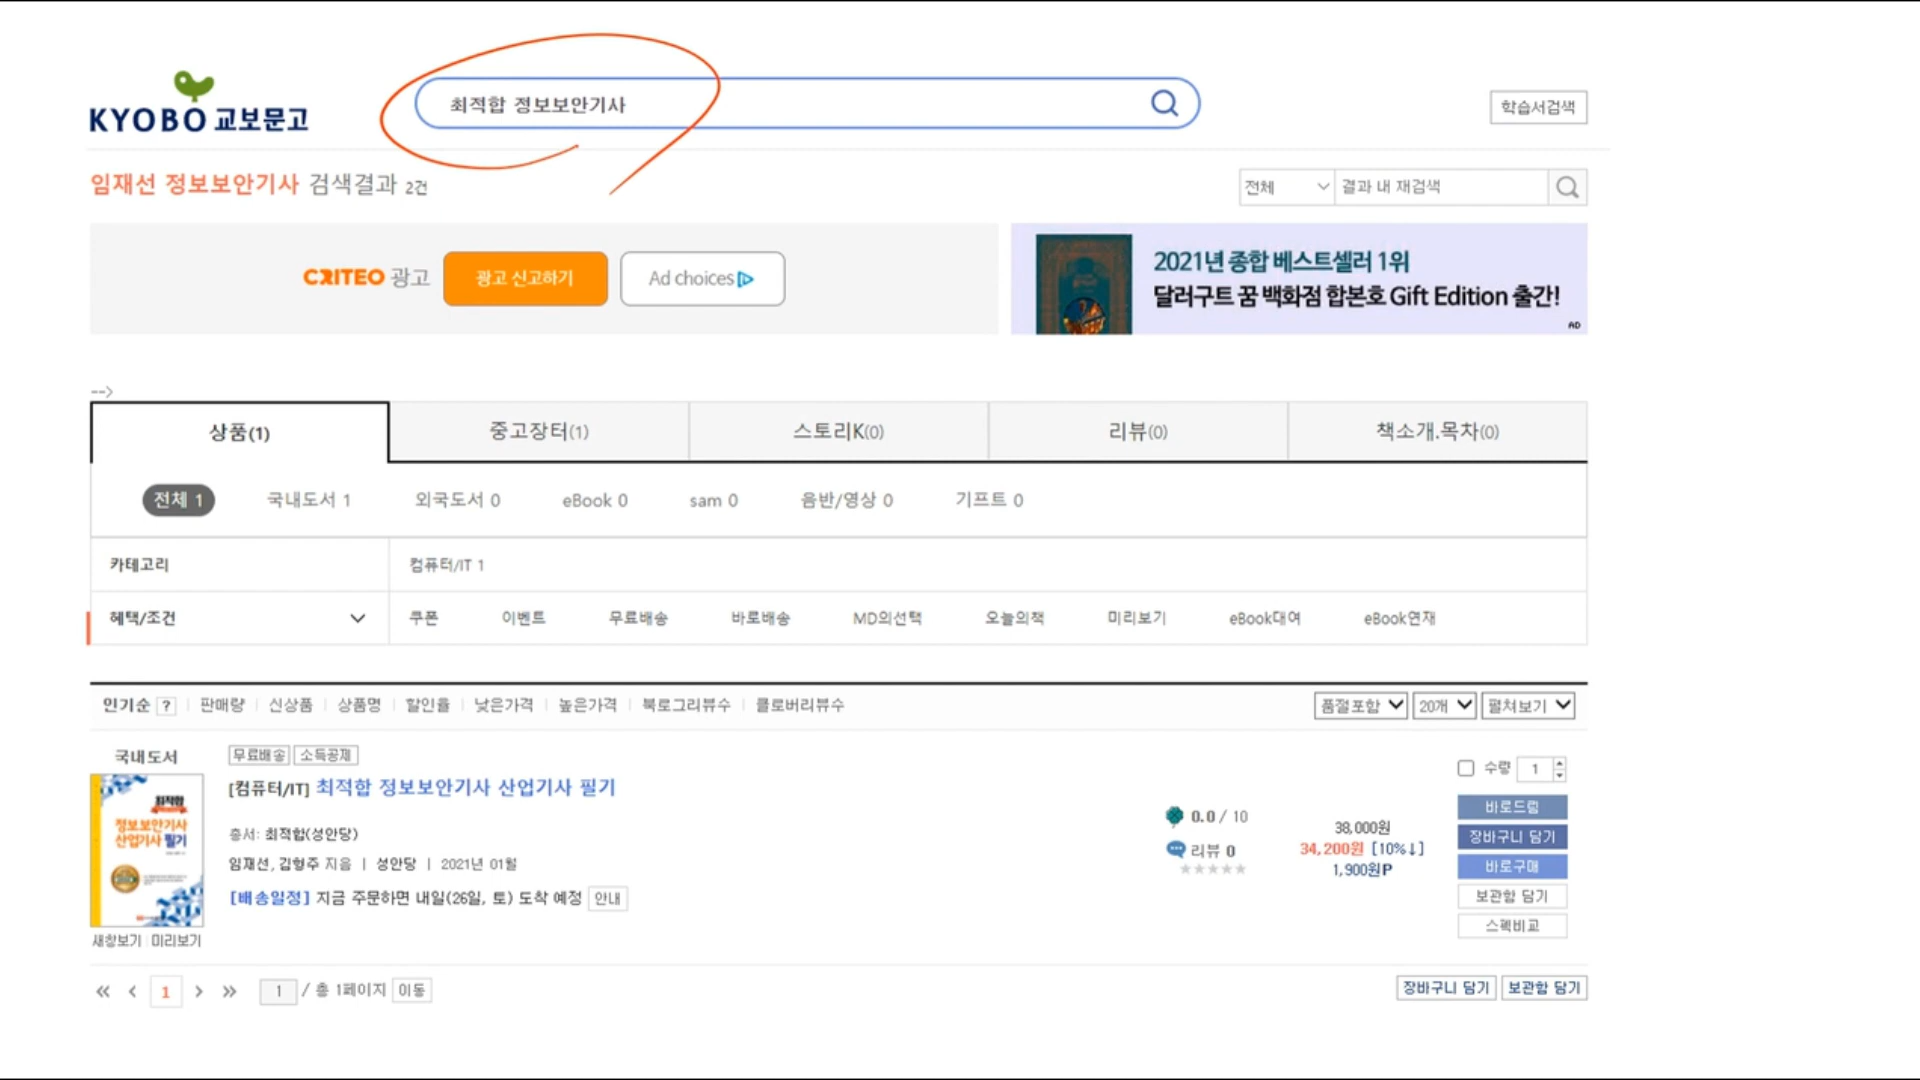 KYOBO 교보문고
최적합 정보보안기사
학습서검색
임재선 정보보안기사 검색결과 2건
전체
결과 내 재검색
CRITEO 광고
광고 신고하기
Ad choices
2021년 종합 베스트셀러 1위
달러구트 꿈 백화점 합본호 Gift Edition 출간!
AD
-->
상품(1)
중고장터(1)
스토리K(0)
리뷰(0)
책소개.목차(0)
전체 1
국내도서 1
외국도서 0
eBook 0
sam 0
음반/영상 0
기프트 0
카테고리
컴퓨터/IT 1
혜택/조건
쿠폰
이벤트
무료배송
바로배송
MD의선택
오늘의책
미리보기
eBook대여
eBook연재
인기순 ? | 판매량 | 신상품 | 상품명 | 할인율 | 낮은가격 | 높은가격 | 북로그리뷰수 | 클로버리뷰수
품절포함
20개
펼쳐보기
국내도서
최적합
정보보안기사
산업기사 필기
새창보기 미리보기
무료배송 소득공제
[컴퓨터/IT] 최적합 정보보안기사 산업기사 필기
총서: 최적합(성안당)
임재선, 김형주 지음 | 성안당 | 2021년 01월
[배송일정] 지금 주문하면 내일(26일, 토) 도착 예정 안내
0.0 / 10
리뷰 0
38,000원
34,200원 [10%↓]
1,900원P
수량 1
바로드림
장바구니 담기
바로구매
보관함 담기
스펙비교
1
1 / 총 1페이지 이동
장바구니 담기 보관함 담기